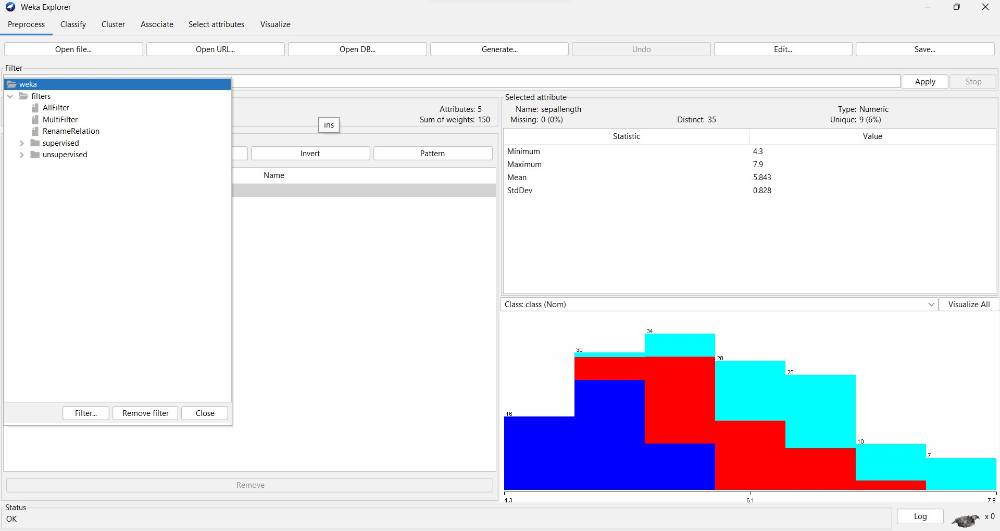 Weka Explorer
Preprocess Classify Cluster Associate Select attributes Visualize
Open file... Open URL... Open DB... Generate... Undo Edit... Save...
Filter
weka
Apply Stop
filters
AllFilter
MultiFilter
RenameRelation
supervised
unsupervised
Filter... Remove filter Close
Attributes: 5
Sum of weights: 150
iris
Invert Pattern
Name
Remove
Selected attribute
Name: sepallength Type: Numeric
Missing: 0 (0%) Distinct: 35 Unique: 9 (6%)
Statistic Value
Minimum 4.3
Maximum 7.9
Mean 5.843
StdDev 0.828
Class: class (Nom) Visualize All
34
30
28
25
16
10
7
4.3 6.1 7.9
Status
OK
Log x 0